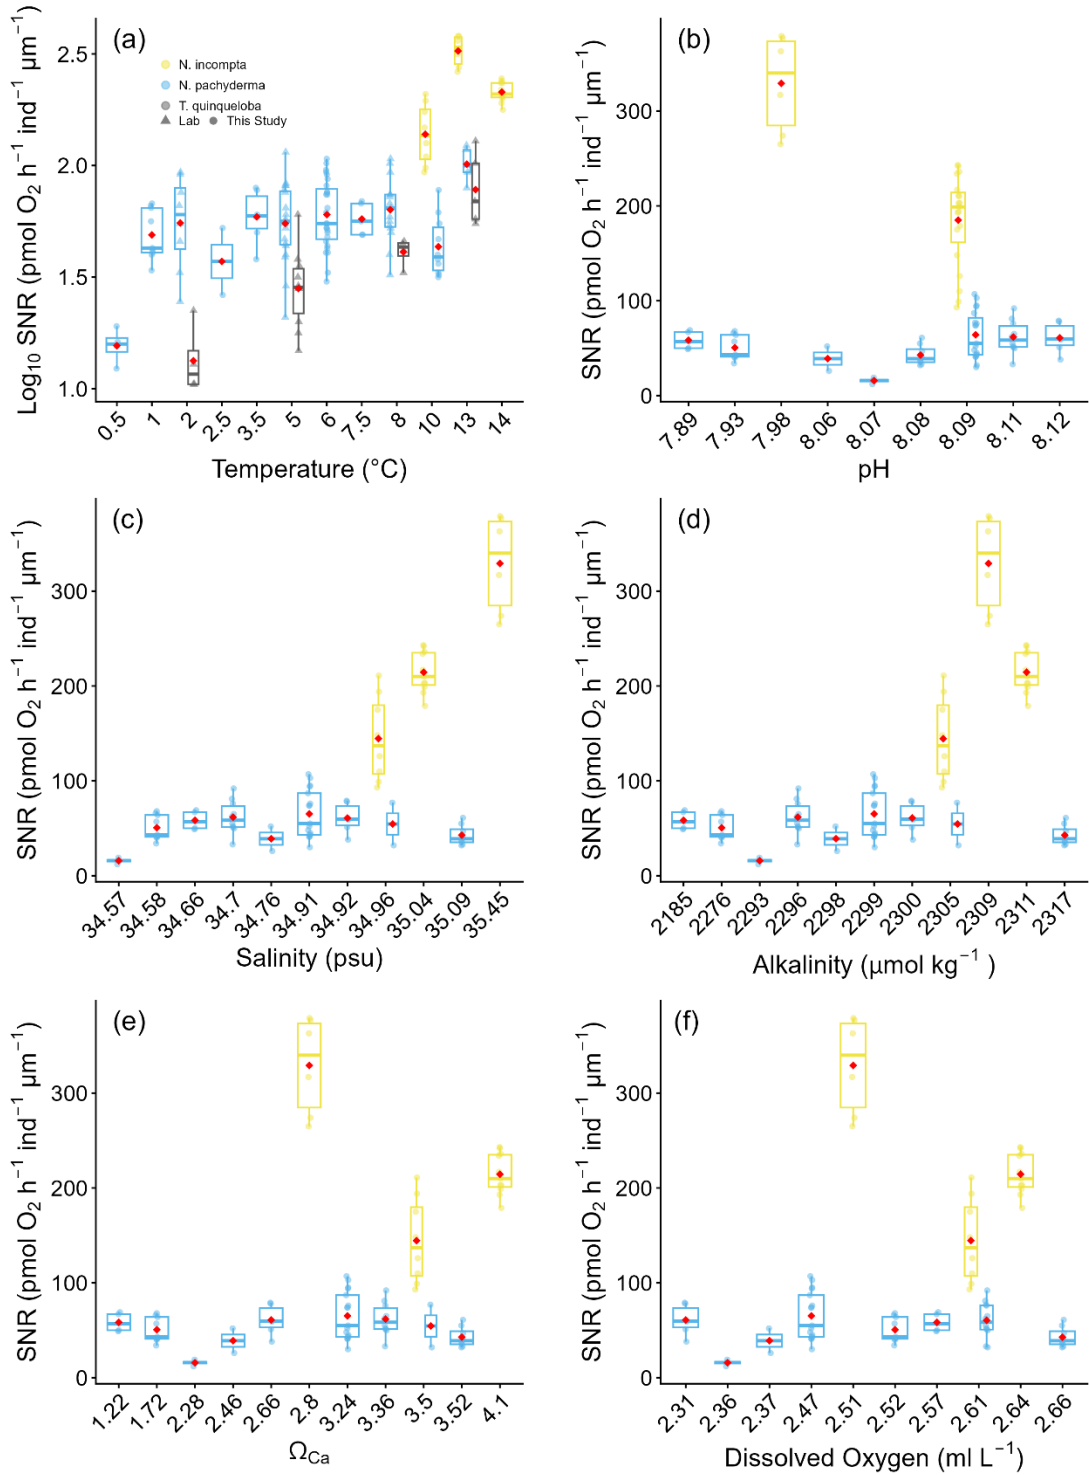 (a)
Log10 SNR (pmol O2 h−1 ind−1 μm−1)
2.5
2.0
1.5
1.0
N. incompta
N. pachyderma
T. quinqueloba
Lab This Study
0.5 1 2 2.5 3.5 5 6 7.5 8 10 13 14
Temperature (°C)
(b)
SNR (pmol O2 h−1 ind−1 μm−1)
300
200
100
0
7.89 7.93 7.98 8.06 8.07 8.08 8.09 8.11 8.12
pH
(c)
SNR (pmol O2 h−1 ind−1 μm−1)
300
200
100
0
34.57 34.58 34.66 34.7 34.76 34.91 34.92 34.96 35.04 35.09 35.45
Salinity (psu)
(d)
SNR (pmol O2 h−1 ind−1 μm−1)
300
200
100
0
2185 2276 2293 2296 2298 2299 2300 2305 2309 2311 2317
Alkalinity (μmol kg−1 )
(e)
SNR (pmol O2 h−1 ind−1 μm−1)
300
200
100
0
1.22 1.72 2.28 2.46 2.66 2.8 3.24 3.36 3.5 3.52 4.1
ΩCa
(f)
SNR (pmol O2 h−1 ind−1 μm−1)
300
200
100
0
2.31 2.36 2.37 2.47 2.51 2.52 2.57 2.61 2.64 2.66
Dissolved Oxygen (ml L−1)